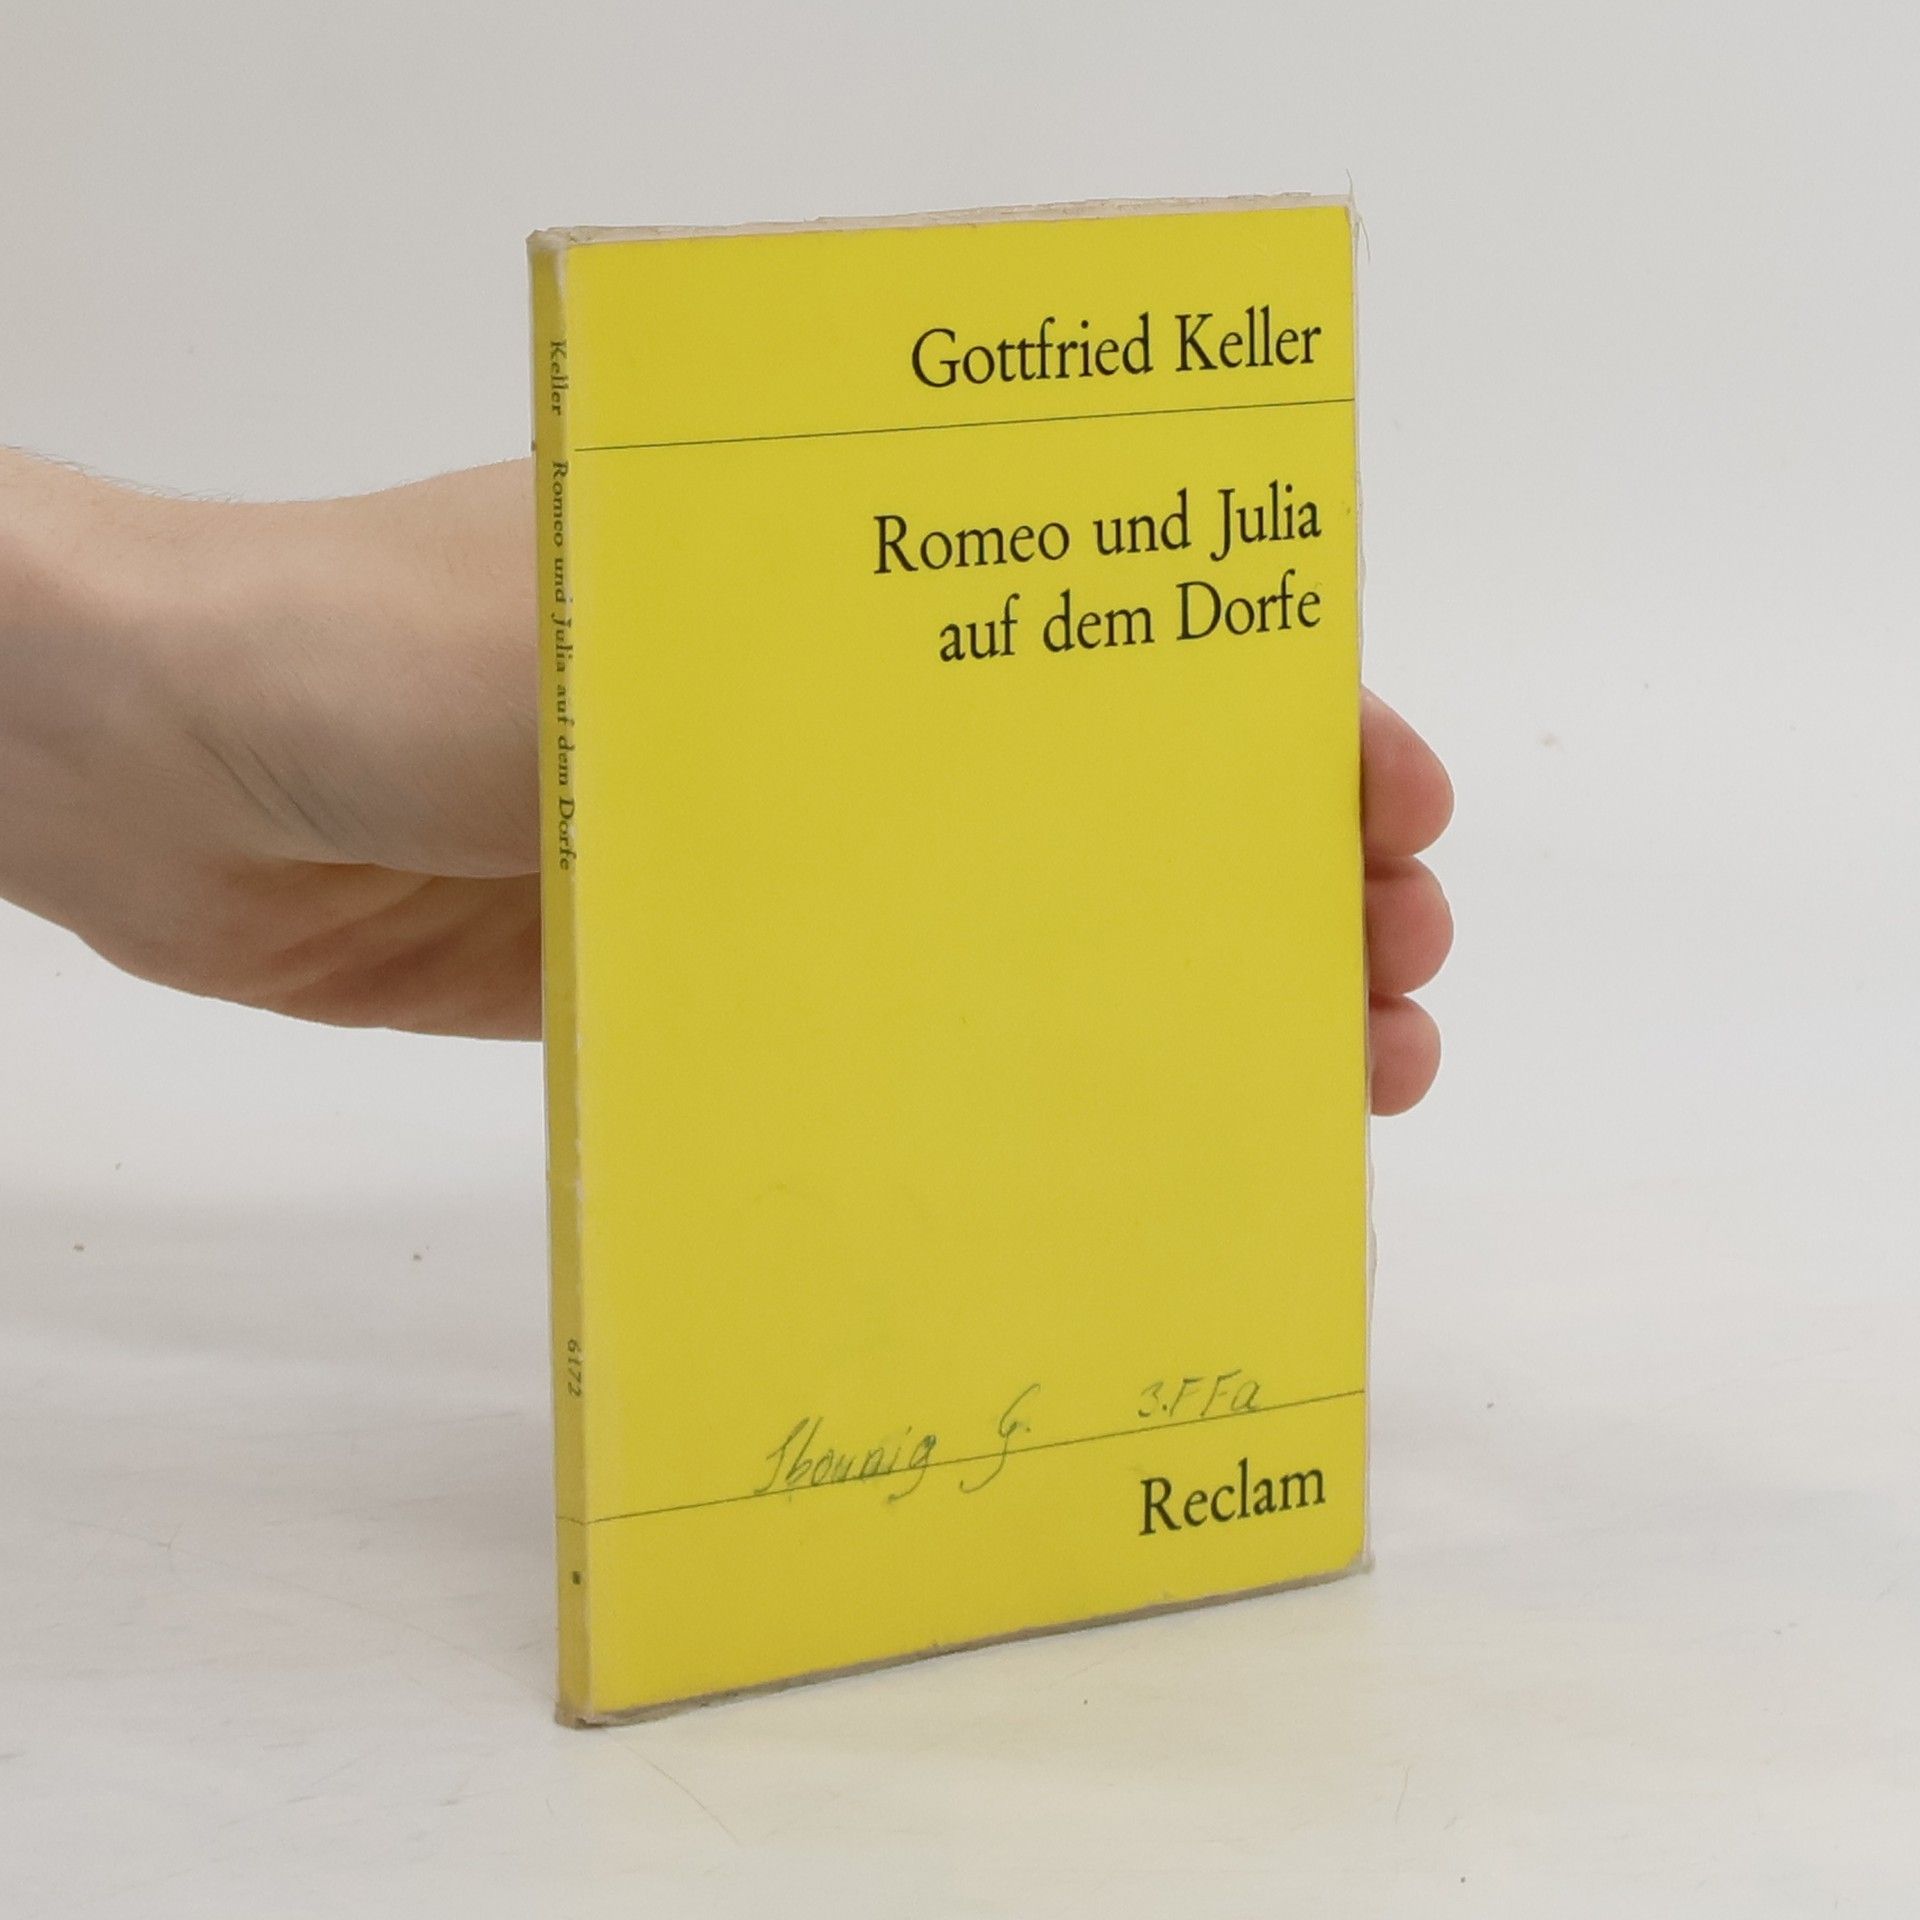 Gottfried Keller
Romeo und Julia
auf dem Dorfe
G. 3.FFa
Reclam
Keller Romeo und Julia auf dem Dorfe
6172